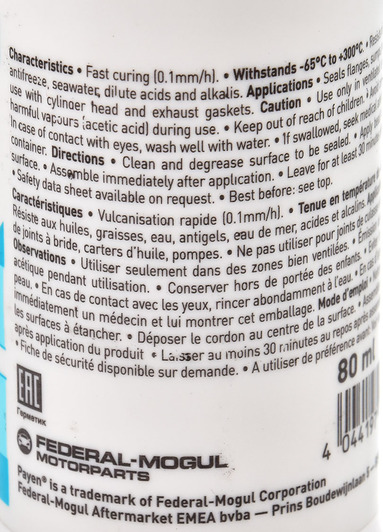 Characteristics • Fast curing (0.1mm/h). • Withstands -65°C to +300°C. • Resist
antifreeze, seawater, dilute acids and alkalis. Applications • Seals flanges, sum
use with cylinder head and exhaust gaskets. Caution • Use only in ventilat
harmful vapours (acetic acid) during use. • Keep out of reach of children. •
In case of contact with eyes, wash well with water. • If swallowed, seek medical
container. Directions • Clean and degrease surface to be sealed. • Apply
surface. • Assemble immediately after application. • Leave for at least 30 minutes
• Safety data sheet available on request. • Best before: see top.
Caractéristiques • Vulcanisation rapide (0.1mm/h). • Tenue en température
Résiste aux huiles, graisses, eau, antigels, eau de mer, acides et alcalis.
de joints à bride, carters d'huile, pompes. • Ne pas utiliser pour joints de culasse
Observations • Utiliser seulement dans des zones bien ventilées. •
acétique pendant utilisation. • Conserver hors de portée des enfants. •
peau. • En cas de contact avec les yeux, rincer abondamment à l'eau. • En
immédiatement un médecin et lui montrer cet emballage. Mode d'emploi
les surfaces à étancher. • Déposer le cordon au centre de la surface. •
après application du produit • Laisser au moins 30 minutes au repos après
• Fiche de sécurité disponible sur demande. • A utiliser de préférence avant
80 ml
EAC
Герметик
FEDERAL-MOGUL
MOTORPARTS
4 04419
Payen® is a trademark of Federal-Mogul Corporation
Federal-Mogul Aftermarket EMEA bvba — Prins Boudewijnlaan